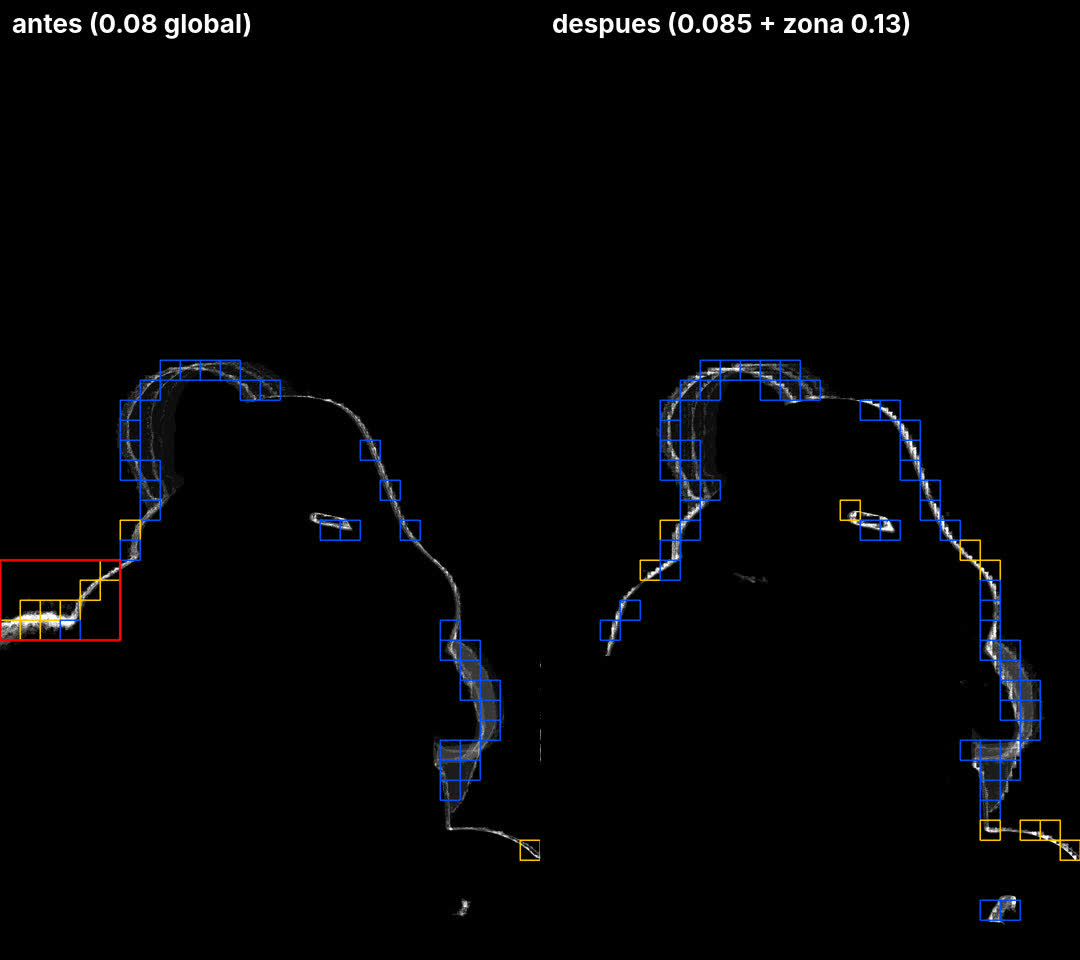 antes (0.08 global)
despues (0.085 + zona 0.13)